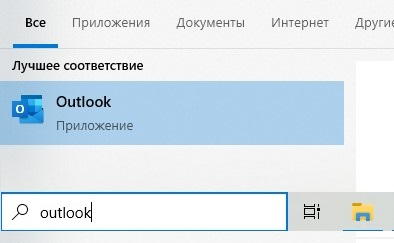 Все Приложения Документы Интернет Другие
Лучшее соответствие
Outlook
Приложение
outlook